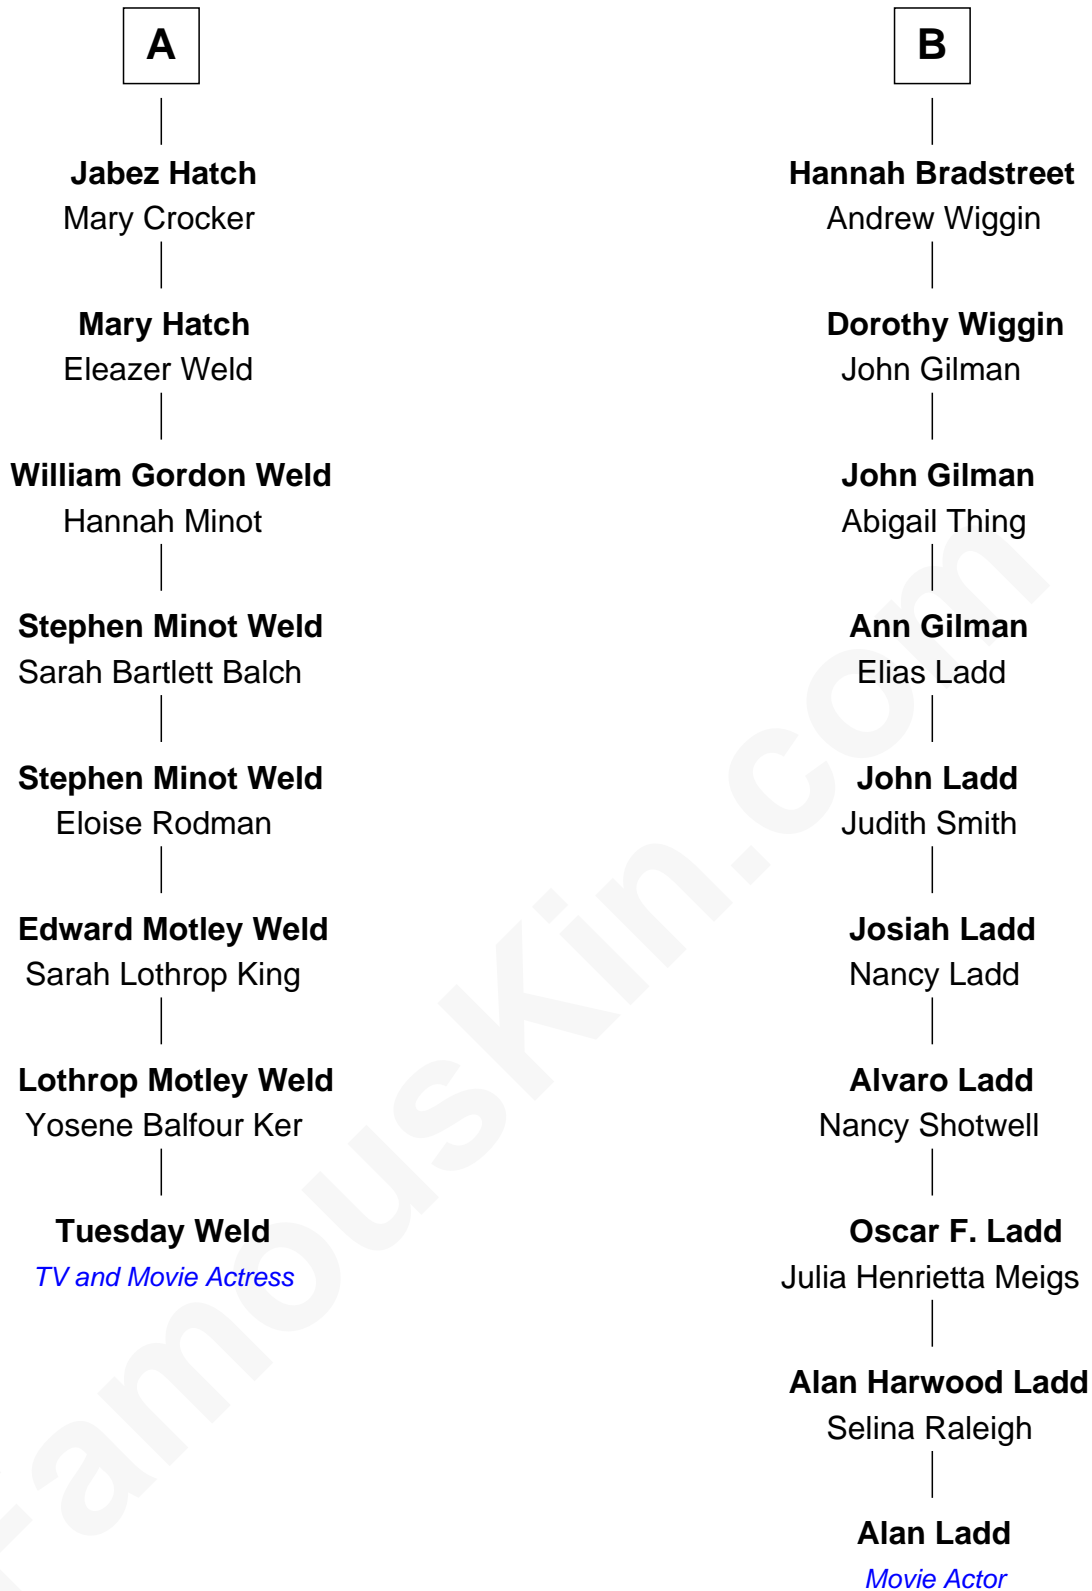 A
Jabez Hatch
Mary Crocker
Mary Hatch
Eleazer Weld
William Gordon Weld
Hannah Minot
Stephen Minot Weld
Sarah Bartlett Balch
Stephen Minot Weld
Eloise Rodman
Edward Motley Weld
Sarah Lothrop King
Lothrop Motley Weld
Yosene Balfour Ker
Tuesday Weld
TV and Movie Actress
B
Hannah Bradstreet
Andrew Wiggin
Dorothy Wiggin
John Gilman
John Gilman
Abigail Thing
Ann Gilman
Elias Ladd
John Ladd
Judith Smith
Josiah Ladd
Nancy Ladd
Alvaro Ladd
Nancy Shotwell
Oscar F. Ladd
Julia Henrietta Meigs
Alan Harwood Ladd
Selina Raleigh
Alan Ladd
Movie Actor
FamousKin.com